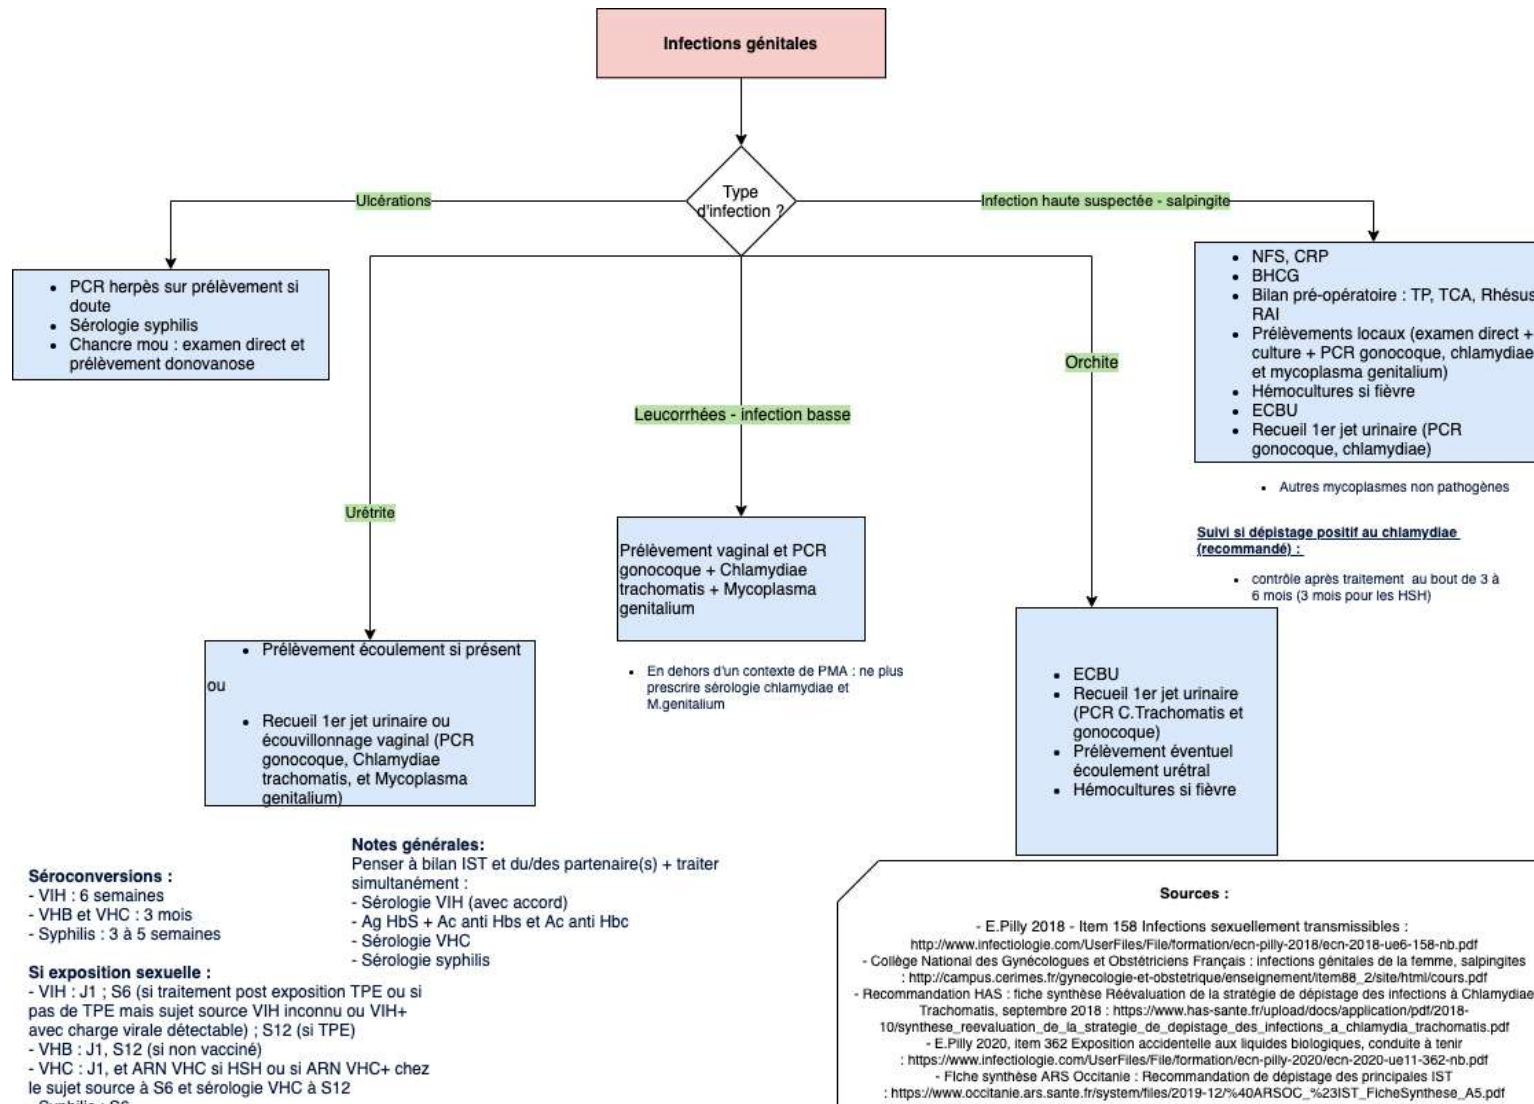 Infections génitales
Type
d'infection ?
Ulcérations
Infection haute suspectée - salpingite
• PCR herpès sur prélèvement si
doute
• Sérologie syphilis
• Chancre mou : examen direct et
prélèvement donovanose
• NFS, CRP
• BHCG
• Bilan pré-opératoire : TP, TCA, Rhésus
RAI
• Prélèvements locaux (examen direct +
culture + PCR gonocoque, chlamydiae
et mycoplasma genitalium)
• Hémocultures si fièvre
• ECBU
• Recueil 1er jet urinaire (PCR
gonocoque, chlamydiae)
Orchite
Leucorrhées - infection basse
Urétrite
• Autres mycoplasmes non pathogènes
Suivi si dépistage positif au chlamydiae
(recommandé) :
• contrôle après traitement au bout de 3 à
6 mois (3 mois pour les HSH)
Prélèvement vaginal et PCR
gonocoque + Chlamydiae
trachomatis + Mycoplasma
genitalium
• En dehors d'un contexte de PMA : ne plus
prescrire sérologie chlamydiae et
M.genitalium
• Prélèvement écoulement si présent
ou
• Recueil 1er jet urinaire ou
écouvillonnage vaginal (PCR
gonocoque, Chlamydiae
trachomatis, et Mycoplasma
genitalium)
• ECBU
• Recueil 1er jet urinaire
(PCR C.Trachomatis et
gonocoque)
• Prélèvement éventuel
écoulement urétral
• Hémocultures si fièvre
Séroconversions :
- VIH : 6 semaines
- VHB et VHC : 3 mois
- Syphilis : 3 à 5 semaines
Si exposition sexuelle :
- VIH : J1 ; S6 (si traitement post exposition TPE ou si
pas de TPE mais sujet source VIH inconnu ou VIH+
avec charge virale détectable) ; S12 (si TPE)
- VHB : J1, S12 (si non vacciné)
- VHC : J1, et ARN VHC si HSH ou si ARN VHC+ chez
le sujet source à S6 et sérologie VHC à S12
- Syphilis : S6
Notes générales:
Penser à bilan IST et du/des partenaire(s) + traiter
simultanément :
- Sérologie VIH (avec accord)
- Ag HbS + Ac anti Hbs et Ac anti Hbc
- Sérologie VHC
- Sérologie syphilis
Sources :
- E.Pilly 2018 - Item 158 Infections sexuellement transmissibles :
http://www.infectiologie.com/UserFiles/File/formation/ecn-pilly-2018/ecn-2018-ue6-158-nb.pdf
- Collège National des Gynécologues et Obstétriciens Français : infections génitales de la femme, salpingites
: http://campus.cerimes.fr/gynecologie-et-obstetrique/enseignement/item88_2/site/html/cours.pdf
- Recommandation HAS : fiche synthèse Réévaluation de la stratégie de dépistage des infections à Chlamydiae
Trachomatis, septembre 2018 : https://www.has-sante.fr/upload/docs/application/pdf/2018-
10/synthese_reevaluation_de_la_strategie_de_depistage_des_infections_a_chlamydia_trachomatis.pdf
- E.Pilly 2020, item 362 Exposition accidentelle aux liquides biologiques, conduite à tenir
: https://www.infectiologie.com/UserFiles/File/formation/ecn-pilly-2020/ecn-2020-ue11-362-nb.pdf
- FIche synthèse ARS Occitanie : Recommandation de dépistage des principales IST
: https://www.occitanie.ars.sante.fr/system/files/2019-12/%40ARSOC_%23IST_FicheSynthese_A5.pdf